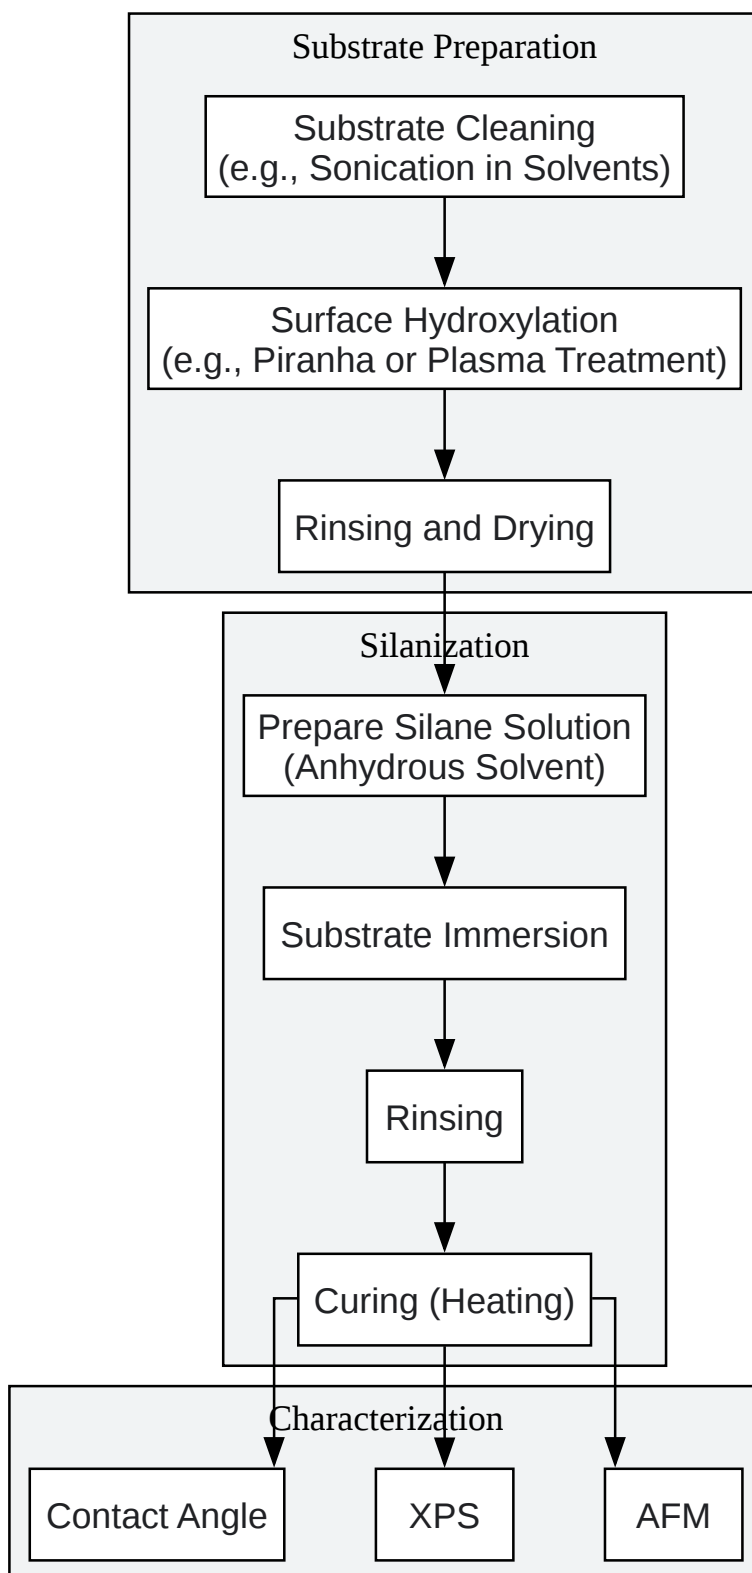 Substrate Preparation
Substrate Cleaning
(e.g., Sonication in Solvents)
Surface Hydroxylation
(e.g., Piranha or Plasma Treatment)
Rinsing and Drying
Silanization
Prepare Silane Solution
(Anhydrous Solvent)
Substrate Immersion
Rinsing
Curing (Heating)
Characterization
Contact Angle
XPS
AFM